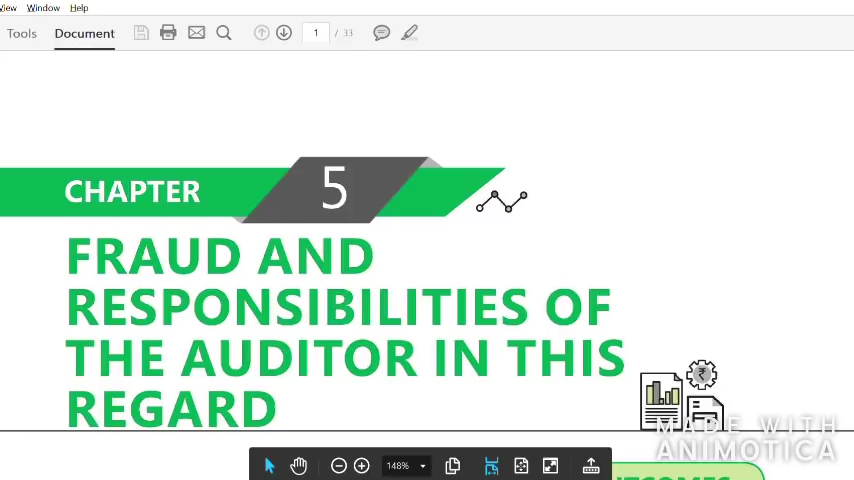 View Window Help
Tools Document 1 / 33
CHAPTER 5
FRAUD AND
RESPONSIBILITIES OF
THE AUDITOR IN THIS
REGARD
₹
MADE WITH
ANIMOTICA
148%